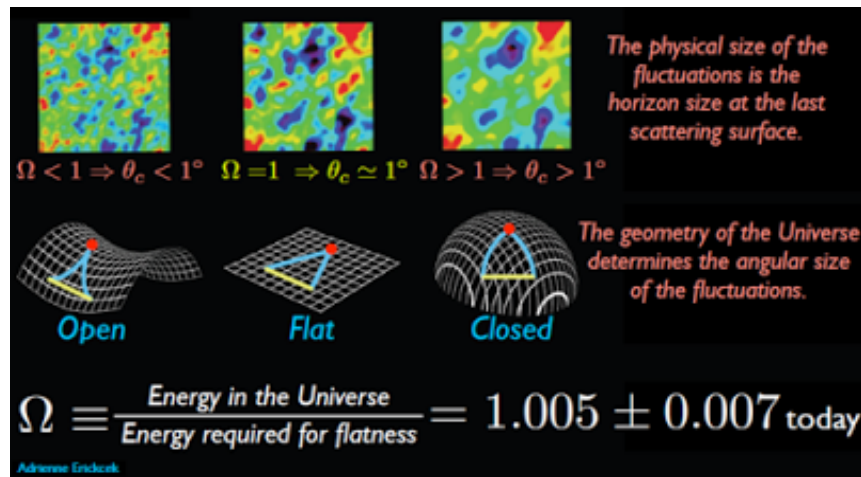 The physical size of the
fluctuations is the
horizon size at the last
scattering surface.
Ω < 1 ⇒ θc < 1°
Ω =1 ⇒ θc ≃ 1°
Ω > 1 ⇒ θc > 1°
The geometry of the Universe
determines the angular size
of the fluctuations.
Open
Flat
Closed
Ω ≡ Energy in the Universe / Energy required for flatness = 1.005 ± 0.007 today
Adrienne Erickcek